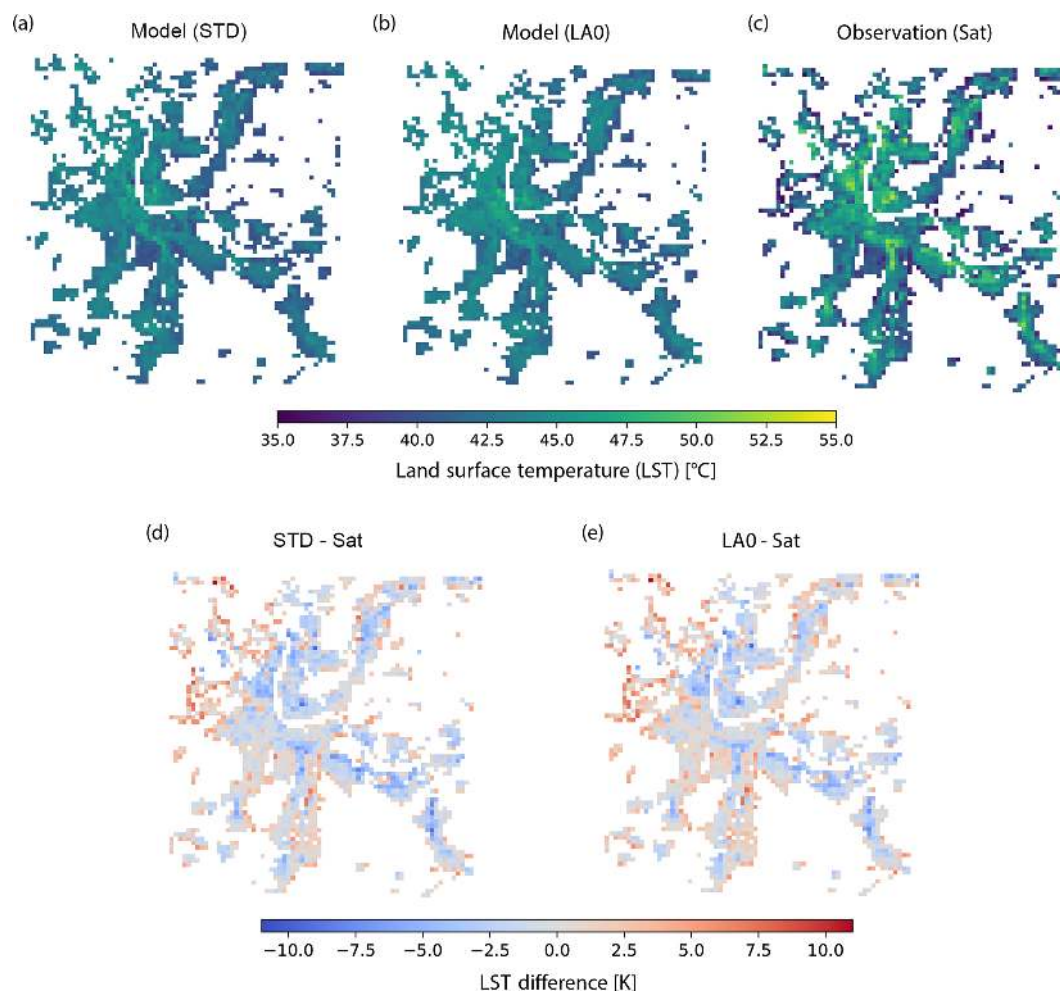 (a)
Model (STD)
(b)
Model (LA0)
(c)
Observation (Sat)
35.0 37.5 40.0 42.5 45.0 47.5 50.0 52.5 55.0
Land surface temperature (LST) [°C]
(d)
STD - Sat
(e)
LA0 - Sat
−10.0 −7.5 −5.0 −2.5 0.0 2.5 5.0 7.5 10.0
LST difference [K]